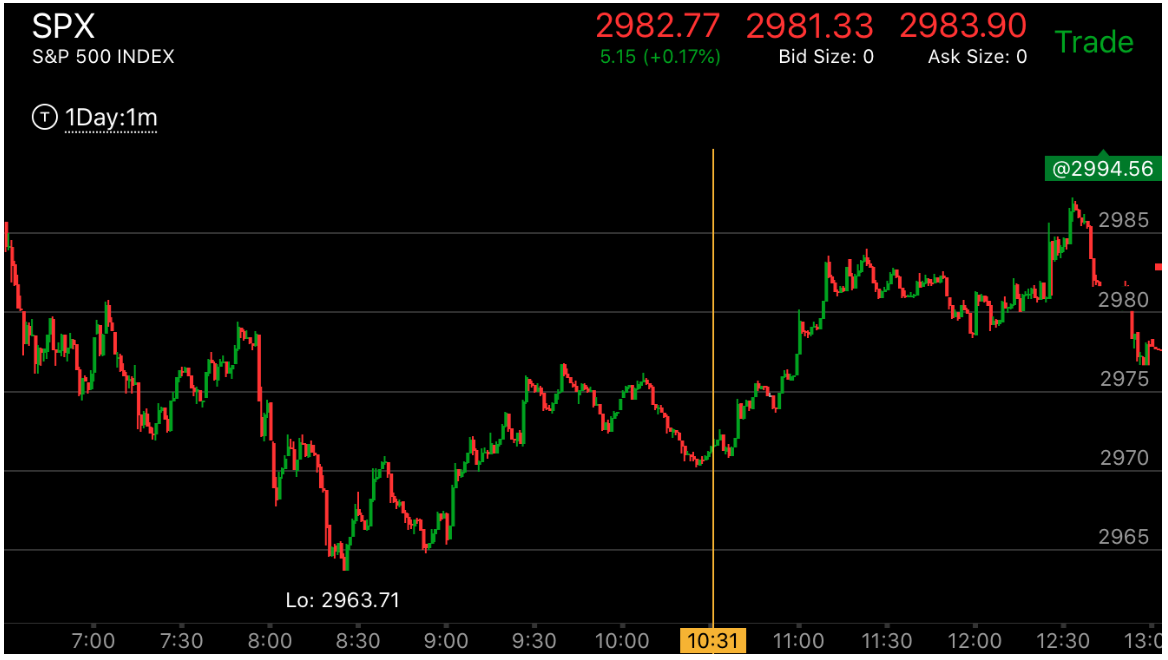 SPX 2982.77 2981.33 2983.90 Trade
S&P 500 INDEX 5.15 (+0.17%) Bid Size: 0 Ask Size: 0
T 1Day:1m
@2994.56
2985
2980
2975
2970
2965
Lo: 2963.71
7:00 7:30 8:00 8:30 9:00 9:30 10:00 10:31 11:00 11:30 12:00 12:30 13:0